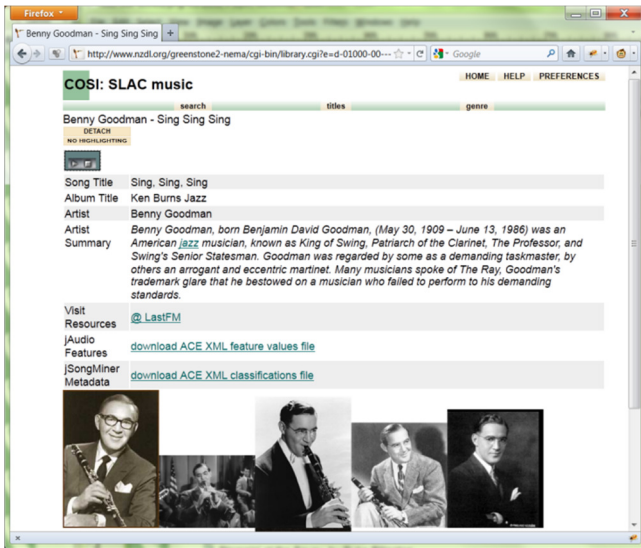 Firefox
Benny Goodman - Sing Sing Sing
http://www.nzdl.org/greenstone2-nema/cgi-bin/library.cgi?e=d-01000-00---
Google
COSI: SLAC music
HOME HELP PREFERENCES
search titles genre
Benny Goodman - Sing Sing Sing
DETACH
NO HIGHLIGHTING
Song Title Sing, Sing, Sing
Album Title Ken Burns Jazz
Artist Benny Goodman
Artist Benny Goodman, born Benjamin David Goodman, (May 30, 1909 – June 13, 1986) was an
Summary American jazz musician, known as King of Swing, Patriarch of the Clarinet, The Professor, and
Swing's Senior Statesman. Goodman was regarded by some as a demanding taskmaster, by
others an arrogant and eccentric martinet. Many musicians spoke of The Ray, Goodman's
trademark glare that he bestowed on a musician who failed to perform to his demanding
standards.
Visit
Resources @ LastFM
jAudio
Features download ACE XML feature values file
jSongMiner
Metadata download ACE XML classifications file